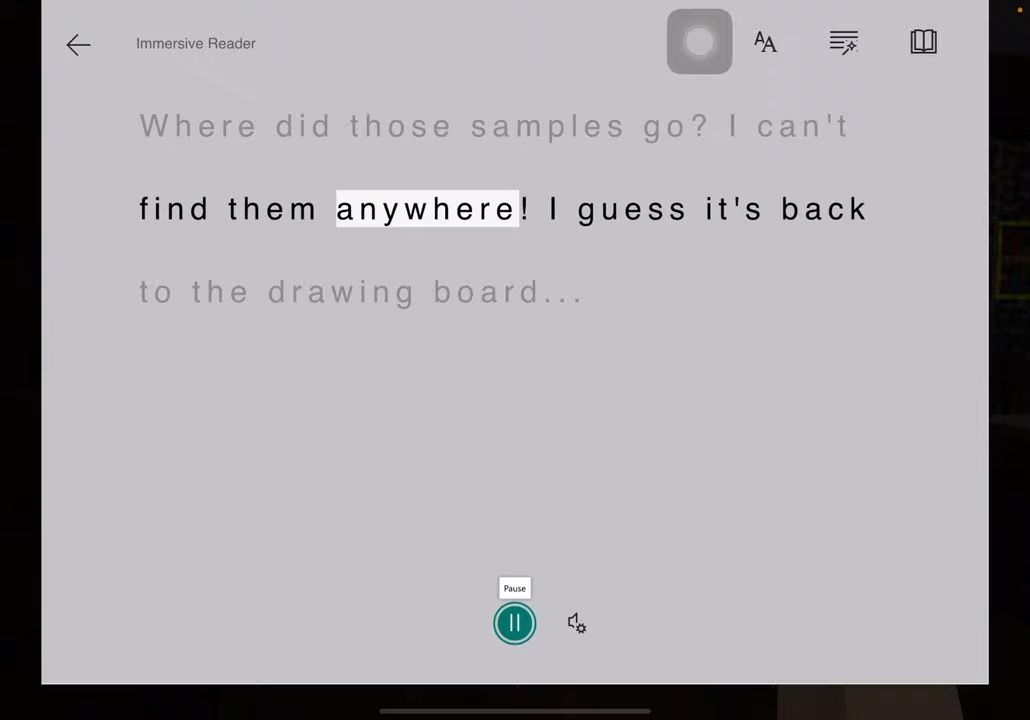 Immersive Reader
Where did those samples go? I can't
find them anywhere! I guess it's back
to the drawing board...
Pause